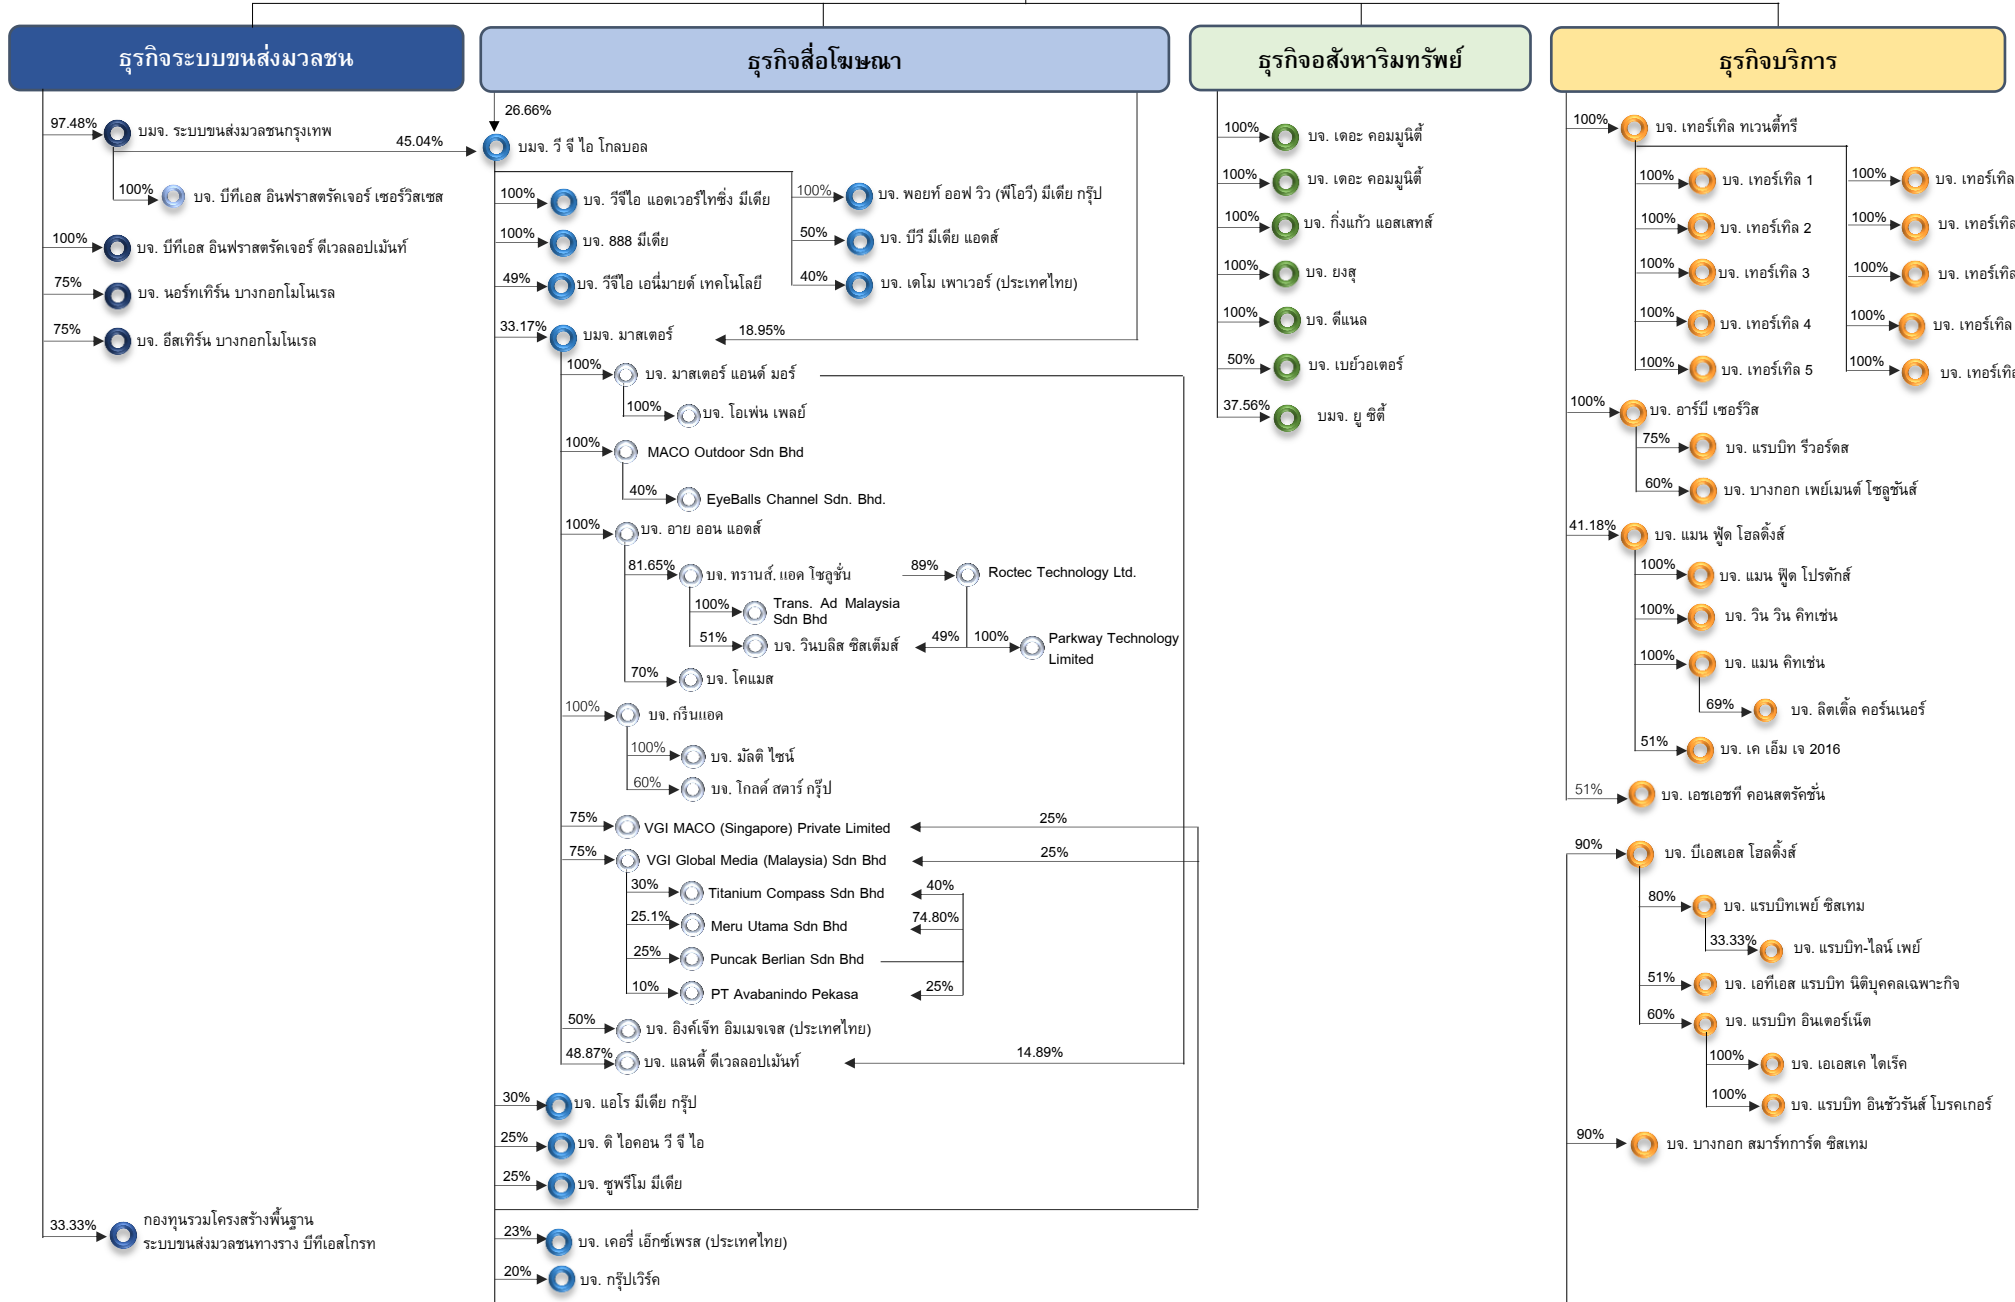 ธุรกิจระบบขนส่งมวลชน
97.48%
บมจ. ระบบขนส่งมวลชนกรุงเทพ
45.04%
100%
บจ. บีทีเอส อินฟราสตรัคเจอร์ เซอร์วิสเซส
100%
บจ. บีทีเอส อินฟราสตรัคเจอร์ ดีเวลลอปเม้นท์
75%
บจ. นอร์ทเทิร์น บางกอกโมโนเรล
75%
บจ. อีสเทิร์น บางกอกโมโนเรล
33.33%
กองทุนรวมโครงสร้างพื้นฐาน
ระบบขนส่งมวลชนทางราง บีทีเอสโกรท
ธุรกิจสื่อโฆษณา
26.66%
บมจ. วี จี ไอ โกลบอล
100%
บจ. วีจีไอ แอดเวอร์ไทซิ่ง มีเดีย
100%
บจ. 888 มีเดีย
49%
บจ. วีจีไอ เอนี่มายด์ เทคโนโลยี
100%
บจ. พอยท์ ออฟ วิว (พีโอวี) มีเดีย กรุ๊ป
50%
บจ. บีวี มีเดีย แอดส์
40%
บจ. เดโม เพาเวอร์ (ประเทศไทย)
33.17%
บมจ. มาสเตอร์
18.95%
100%
บจ. มาสเตอร์ แอนด์ มอร์
100%
บจ. โอเพ่น เพลย์
100%
MACO Outdoor Sdn Bhd
40%
EyeBalls Channel Sdn. Bhd.
100%
บจ. อาย ออน แอดส์
81.65%
บจ. ทรานส์. แอด โซลูชั่น
89%
Roctec Technology Ltd.
100%
Trans. Ad Malaysia
Sdn Bhd
51%
บจ. วินบลิส ซิสเต็มส์
49%
100%
Parkway Technology
Limited
70%
บจ. โคแมส
100%
บจ. กรีนแอด
100%
บจ. มัลติ ไซน์
60%
บจ. โกลด์ สตาร์ กรุ๊ป
75%
VGI MACO (Singapore) Private Limited
25%
75%
VGI Global Media (Malaysia) Sdn Bhd
25%
30%
Titanium Compass Sdn Bhd
40%
25.1%
Meru Utama Sdn Bhd
74.80%
25%
Puncak Berlian Sdn Bhd
10%
PT Avabanindo Pekasa
25%
50%
บจ. อิงค์เจ็ท อิมเมจเจส (ประเทศไทย)
48.87%
บจ. แลนดี้ ดีเวลลอปเม้นท์
14.89%
30%
บจ. แอโร มีเดีย กรุ๊ป
25%
บจ. ดิ ไอคอน วี จี ไอ
25%
บจ. ซูพรีโม มีเดีย
23%
บจ. เคอรี่ เอ็กซ์เพรส (ประเทศไทย)
20%
บจ. กรุ๊ปเวิร์ค
ธุรกิจอสังหาริมทรัพย์
100%
บจ. เดอะ คอมมูนิตี้
100%
บจ. เดอะ คอมมูนิตี้
100%
บจ. กิ่งแก้ว แอสเสทส์
100%
บจ. ยงสุ
100%
บจ. ดีแนล
50%
บจ. เบย์วอเตอร์
37.56%
บมจ. ยู ซิตี้
ธุรกิจบริการ
100%
บจ. เทอร์เทิล ทเวนตี้ทรี
100%
บจ. เทอร์เทิล 1
100%
บจ. เทอร์เทิล
100%
บจ. เทอร์เทิล 2
100%
บจ. เทอร์เทิล
100%
บจ. เทอร์เทิล 3
100%
บจ. เทอร์เทิล
100%
บจ. เทอร์เทิล 4
100%
บจ. เทอร์เทิล
100%
บจ. เทอร์เทิล 5
100%
บจ. เทอร์เทิล
100%
บจ. อาร์บี เซอร์วิส
75%
บจ. แรบบิท รีวอร์ดส
60%
บจ. บางกอก เพย์เมนต์ โซลูชันส์
41.18%
บจ. แมน ฟู้ด โฮลดิ้งส์
100%
บจ. แมน ฟู๊ด โปรดักส์
100%
บจ. วิน วิน คิทเช่น
100%
บจ. แมน คิทเช่น
69%
บจ. ลิตเติ้ล คอร์นเนอร์
51%
บจ. เค เอ็ม เจ 2016
51%
บจ. เอชเอชที คอนสตรัคชั่น
90%
บจ. บีเอสเอส โฮลดิ้งส์
80%
บจ. แรบบิทเพย์ ซิสเทม
33.33%
บจ. แรบบิท-ไลน์ เพย์
51%
บจ. เอทีเอส แรบบิท นิติบุคคลเฉพาะกิจ
60%
บจ. แรบบิท อินเตอร์เน็ต
100%
บจ. เอเอสเค ไดเร็ค
100%
บจ. แรบบิท อินชัวรันส์ โบรคเกอร์
90%
บจ. บางกอก สมาร์ทการ์ด ซิสเทม